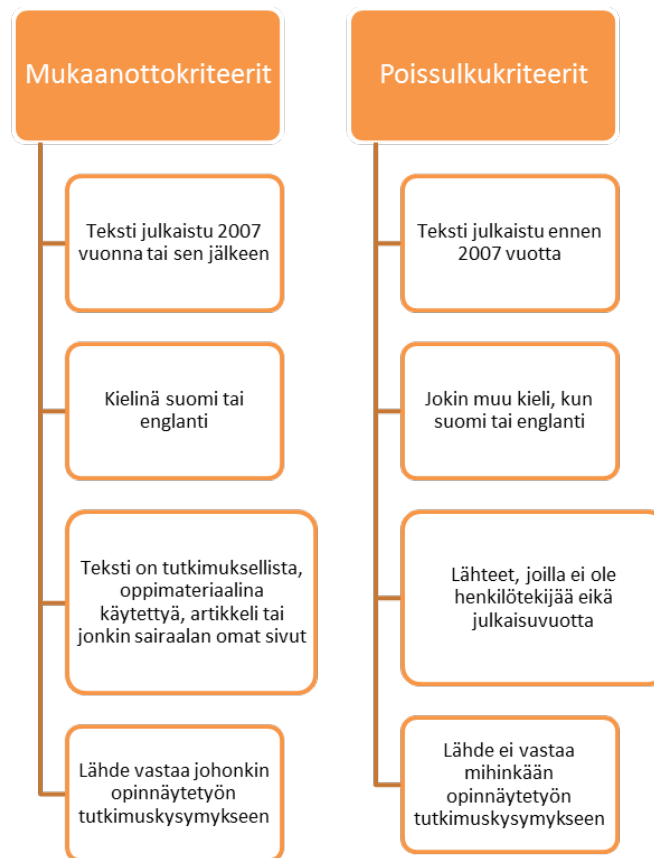 Mukaanottokriteerit
Teksti julkaistu 2007
vuonna tai sen jälkeen
Kielinä suomi tai
englanti
Teksti on tutkimuksellista,
oppimateriaalina
käytettyä, artikkeli tai
jonkin sairaalan omat sivut
Lähde vastaa johonkin
opinnäytetyön
tutkimuskysymykseen
Poissulkukriteerit
Teksti julkaistu ennen
2007 vuotta
Jokin muu kieli, kun
suomi tai englanti
Lähteet, joilla ei ole
henkilötekijää eikä
julkaisuvuotta
Lähde ei vastaa
mihinkään
opinnäytetyön
tutkimuskysymykseen